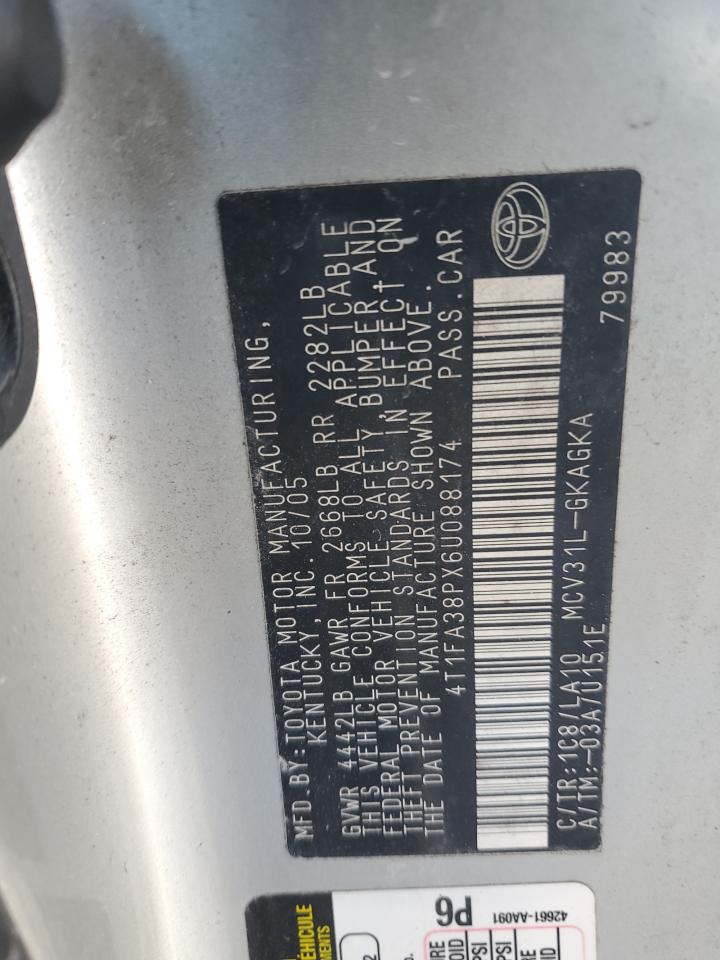 MFD. BY: TOYOTA MOTOR MANUFACTURING,
KENTUCKY, INC. 10/05
GVWR 4442LB GAWR FR 2668LB RR 2282LB
THIS VEHICLE CONFORMS TO ALL APPLICABLE
FEDERAL MOTOR VEHICLE SAFETY, BUMPER, AND
THEFT PREVENTION STANDARDS IN EFFECT ON
THE DATE OF MANUFACTURE SHOWN ABOVE.
4T1FA38PX6U088174 PASS.CAR
C/TR:1C8/LA10 MCV31L-GKAGKA
A/TM:-03A/U151E 79983
VEHICULE
P6
42661-AA091